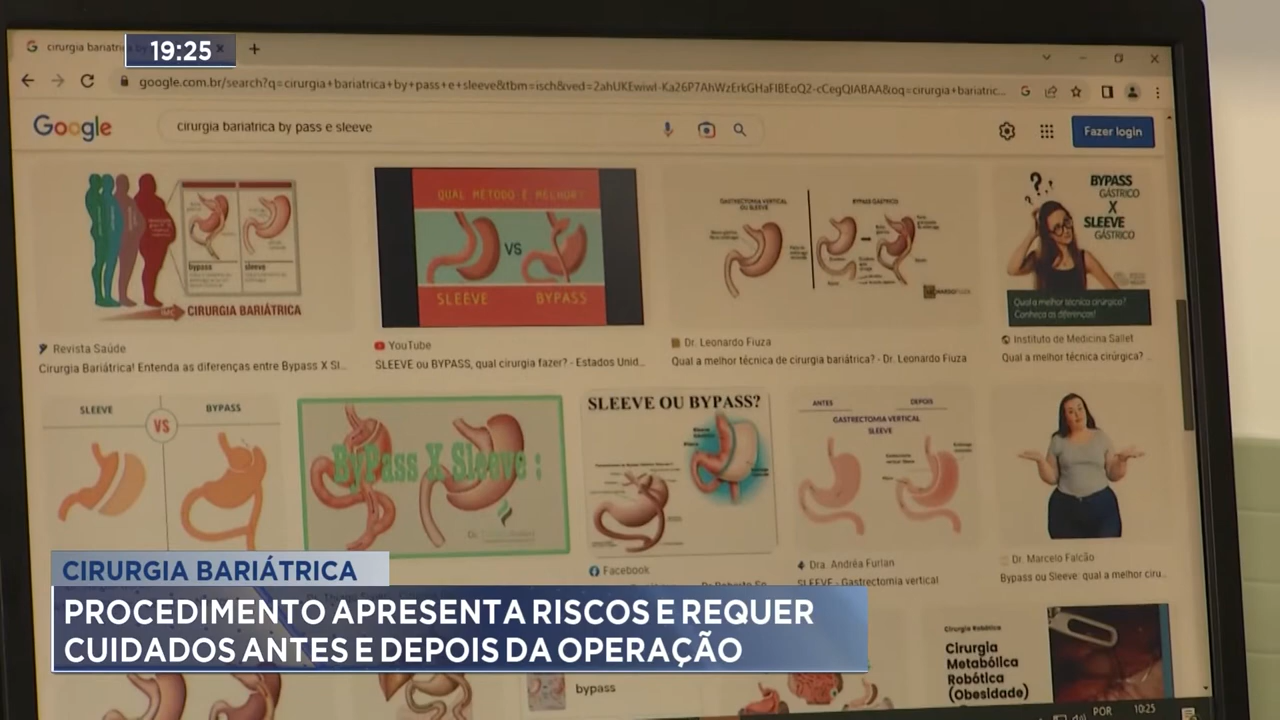 19:25
cirurgia bariatri
google.com.br/search?q=cirurgia+bariatrica+by+pass+e+sleeve&tbm=isch&ved=2ahUKEwiwl-Ka26P7AhWzErkGHaFIBEoQ2-cCegQIABAA&oq=cirurgia+bariatric...
Google
cirurgia bariatrica by pass e sleeve
Fazer login
bypass
sleeve
CIRURGIA BARIÁTRICA
QUAL MÉTODO É MELHOR?
VS
SLEEVE
BYPASS
GASTRECTOMIA VERTICAL
OU SLEEVE
BYPASS GÁSTRICO
BYPASS
GÁSTRICO
X
SLEEVE
GÁSTRICO
Qual a melhor técnica cirúrgica?
Conheça as diferenças!
Revista Saúde
Cirurgia Bariátrica! Entenda as diferenças entre Bypass X Sl...
YouTube
SLEEVE ou BYPASS, qual cirurgia fazer? - Estados Unid...
Dr. Leonardo Fiuza
Qual a melhor técnica de cirurgia bariátrica? - Dr. Leonardo Fiuza
Instituto de Medicina Sallet
Qual a melhor técnica cirúrgica? ...
SLEEVE
VS
BYPASS
ByPass X Sleeve :
SLEEVE OU BYPASS?
ANTES
DEPOIS
GASTRECTOMIA VERTICAL
SLEEVE
Facebook
Dra. Andréa Furlan
SLEEVE - Gastrectomia vertical
Dr. Marcelo Falcão
Bypass ou Sleeve: qual a melhor ciru...
CIRURGIA BARIÁTRICA
PROCEDIMENTO APRESENTA RISCOS E REQUER
CUIDADOS ANTES E DEPOIS DA OPERAÇÃO
bypass
Cirurgia Robótica
Cirurgia
Metabólica
Robótica
(Obesidade)
POR
10:25